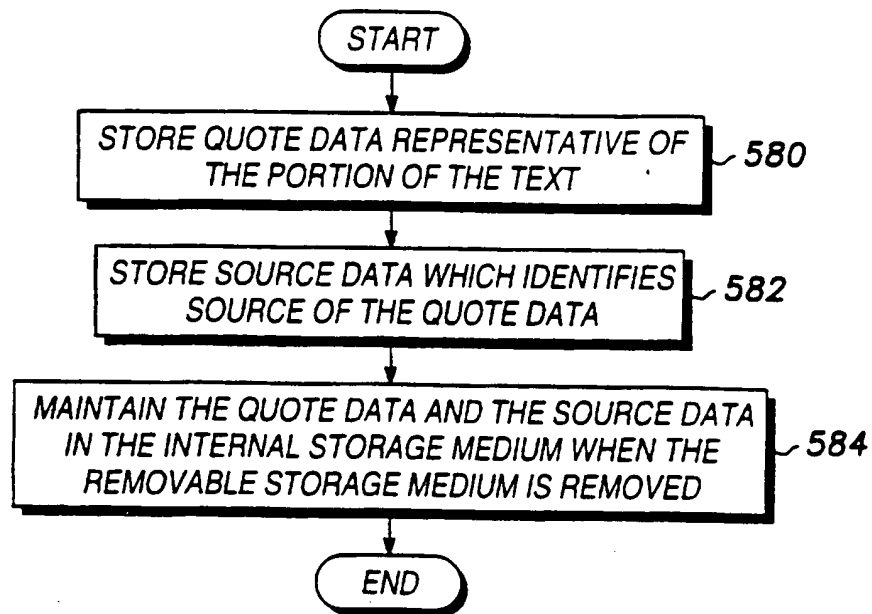 START
STORE QUOTE DATA REPRESENTATIVE OF
THE PORTION OF THE TEXT
580
STORE SOURCE DATA WHICH IDENTIFIES
SOURCE OF THE QUOTE DATA
582
MAINTAIN THE QUOTE DATA AND THE SOURCE DATA
IN THE INTERNAL STORAGE MEDIUM WHEN THE
REMOVABLE STORAGE MEDIUM IS REMOVED
584
END